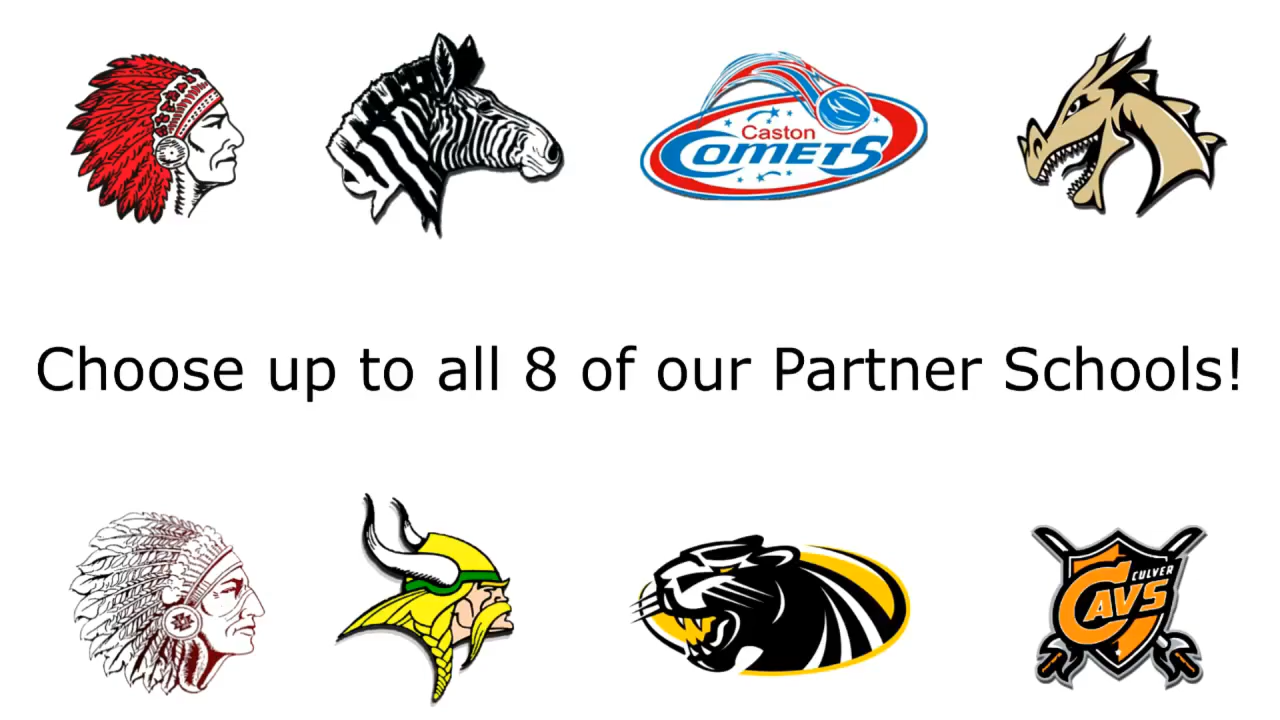 Caston
COMETS
Choose up to all 8 of our Partner Schools!
CULVER
CAVS